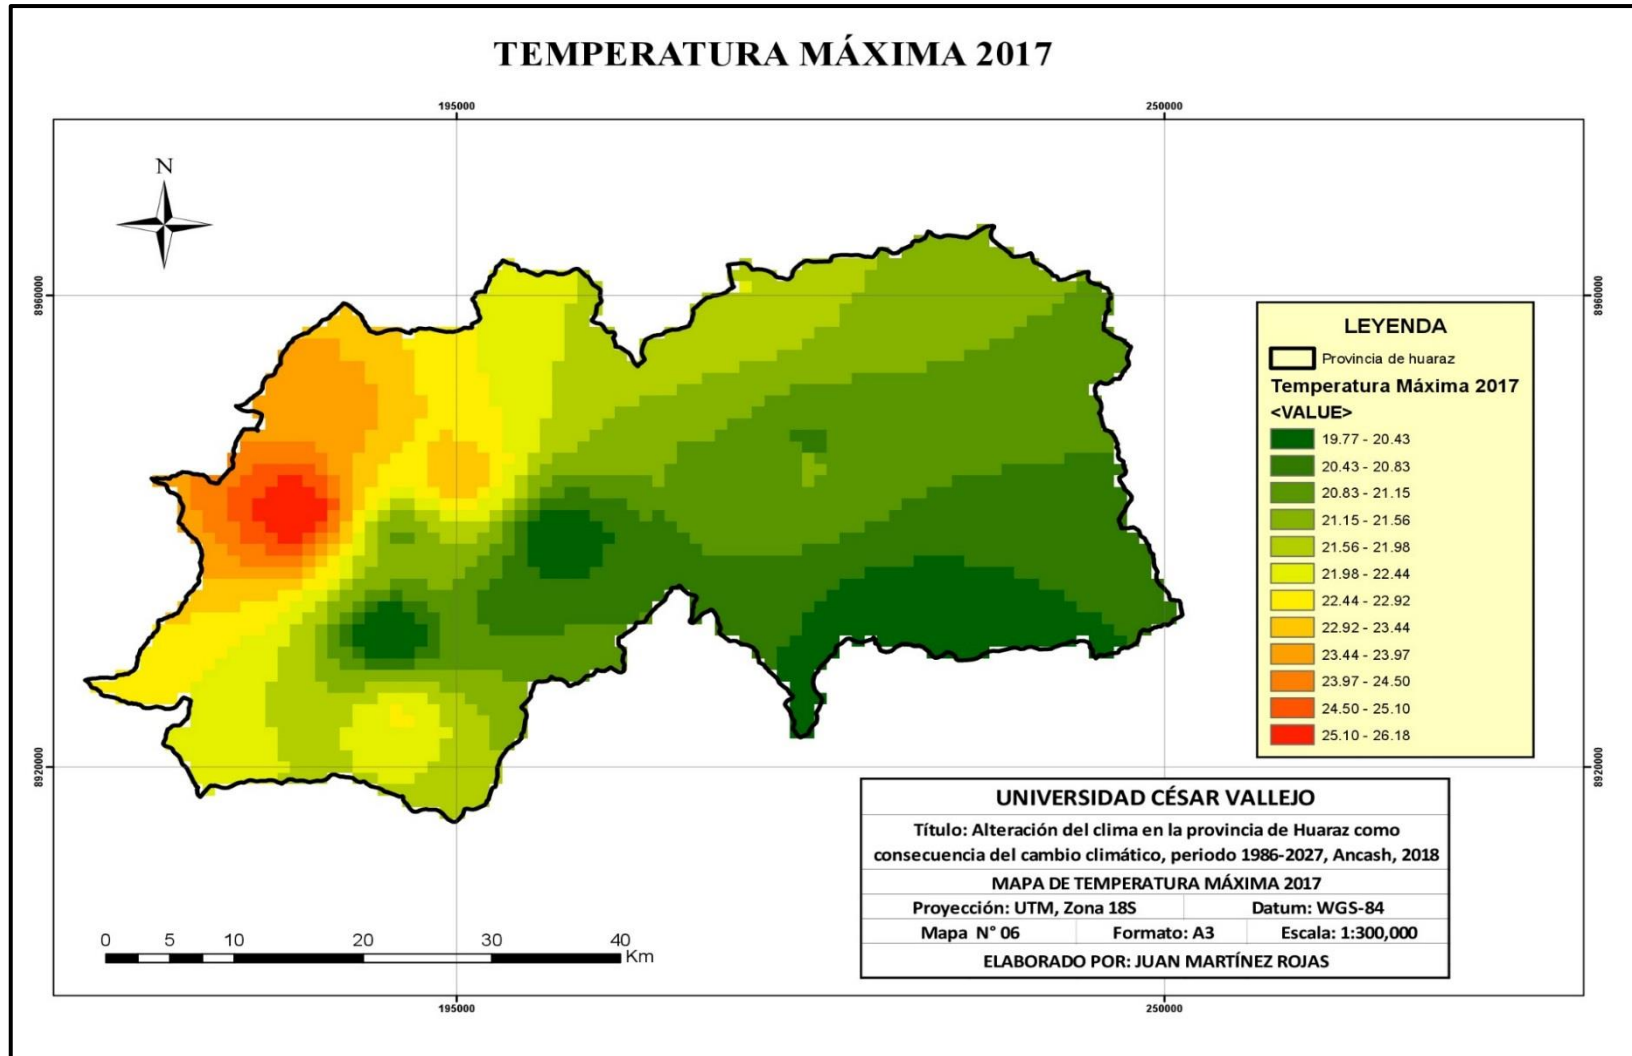 TEMPERATURA MÁXIMA 2017
195000
250000
N
8960000
8960000
LEYENDA
Provincia de huaraz
Temperatura Máxima 2017
<VALUE>
19.77 - 20.43
20.43 - 20.83
20.83 - 21.15
21.15 - 21.56
21.56 - 21.98
21.98 - 22.44
22.44 - 22.92
22.92 - 23.44
23.44 - 23.97
23.97 - 24.50
24.50 - 25.10
25.10 - 26.18
8920000
8920000
UNIVERSIDAD CÉSAR VALLEJO
Título: Alteración del clima en la provincia de Huaraz como
consecuencia del cambio climático, periodo 1986-2027, Ancash, 2018
MAPA DE TEMPERATURA MÁXIMA 2017
Proyección: UTM, Zona 18S Datum: WGS-84
Mapa N° 06 Formato: A3 Escala: 1:300,000
ELABORADO POR: JUAN MARTÍNEZ ROJAS
0 5 10 20 30 40
Km
195000
250000